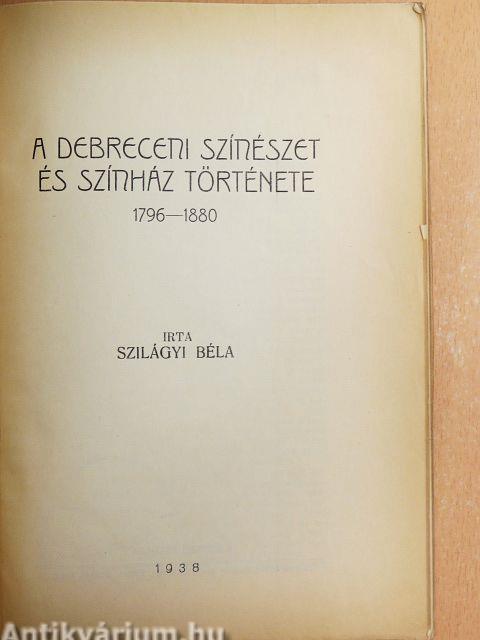 A DEBRECENI SZÍNÉSZET
ÉS SZÍNHÁZ TÖRTÉNETE
1796—1880
IRTA
SZILÁGYI BÉLA
1938
Antikvárium.hu